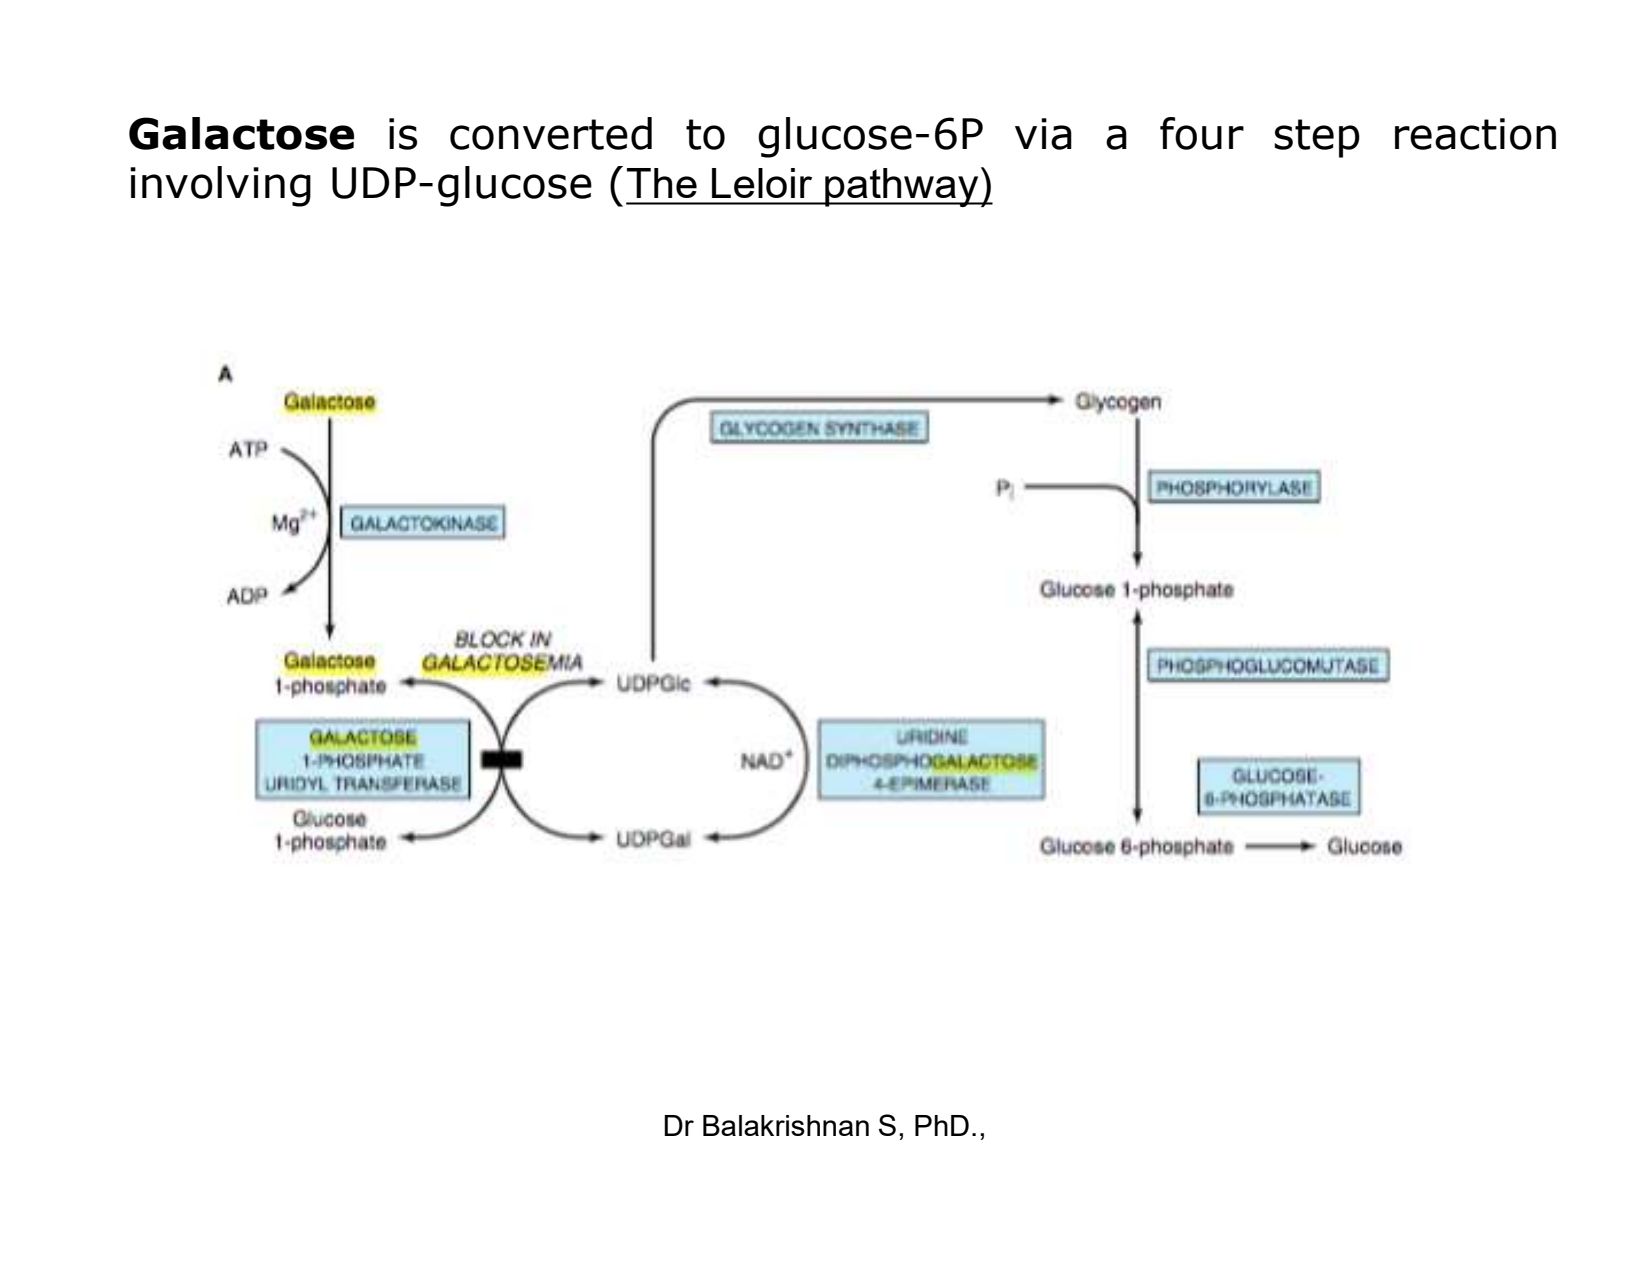 Galactose is converted to glucose-6P via a four step reaction
involving UDP-glucose (The Leloir pathway)
A
Galactose
ATP
Mg²⁺
GALACTOKINASE
ADP
Galactose
1-phosphate
BLOCK IN
GALACTOSEMIA
GALACTOSE
1-PHOSPHATE
URIDYL TRANSFERASE
Glucose
1-phosphate
UDPGlc
NAD⁺
UDPGal
URIDINE
DIPHOSPHOGALACTOSE
4-EPIMERASE
GLYCOGEN SYNTHASE
Glycogen
Pi
PHOSPHORYLASE
Glucose 1-phosphate
PHOSPHOGLUCOMUTASE
GLUCOSE-
6-PHOSPHATASE
Glucose 6-phosphate
Glucose
Dr Balakrishnan S, PhD.,